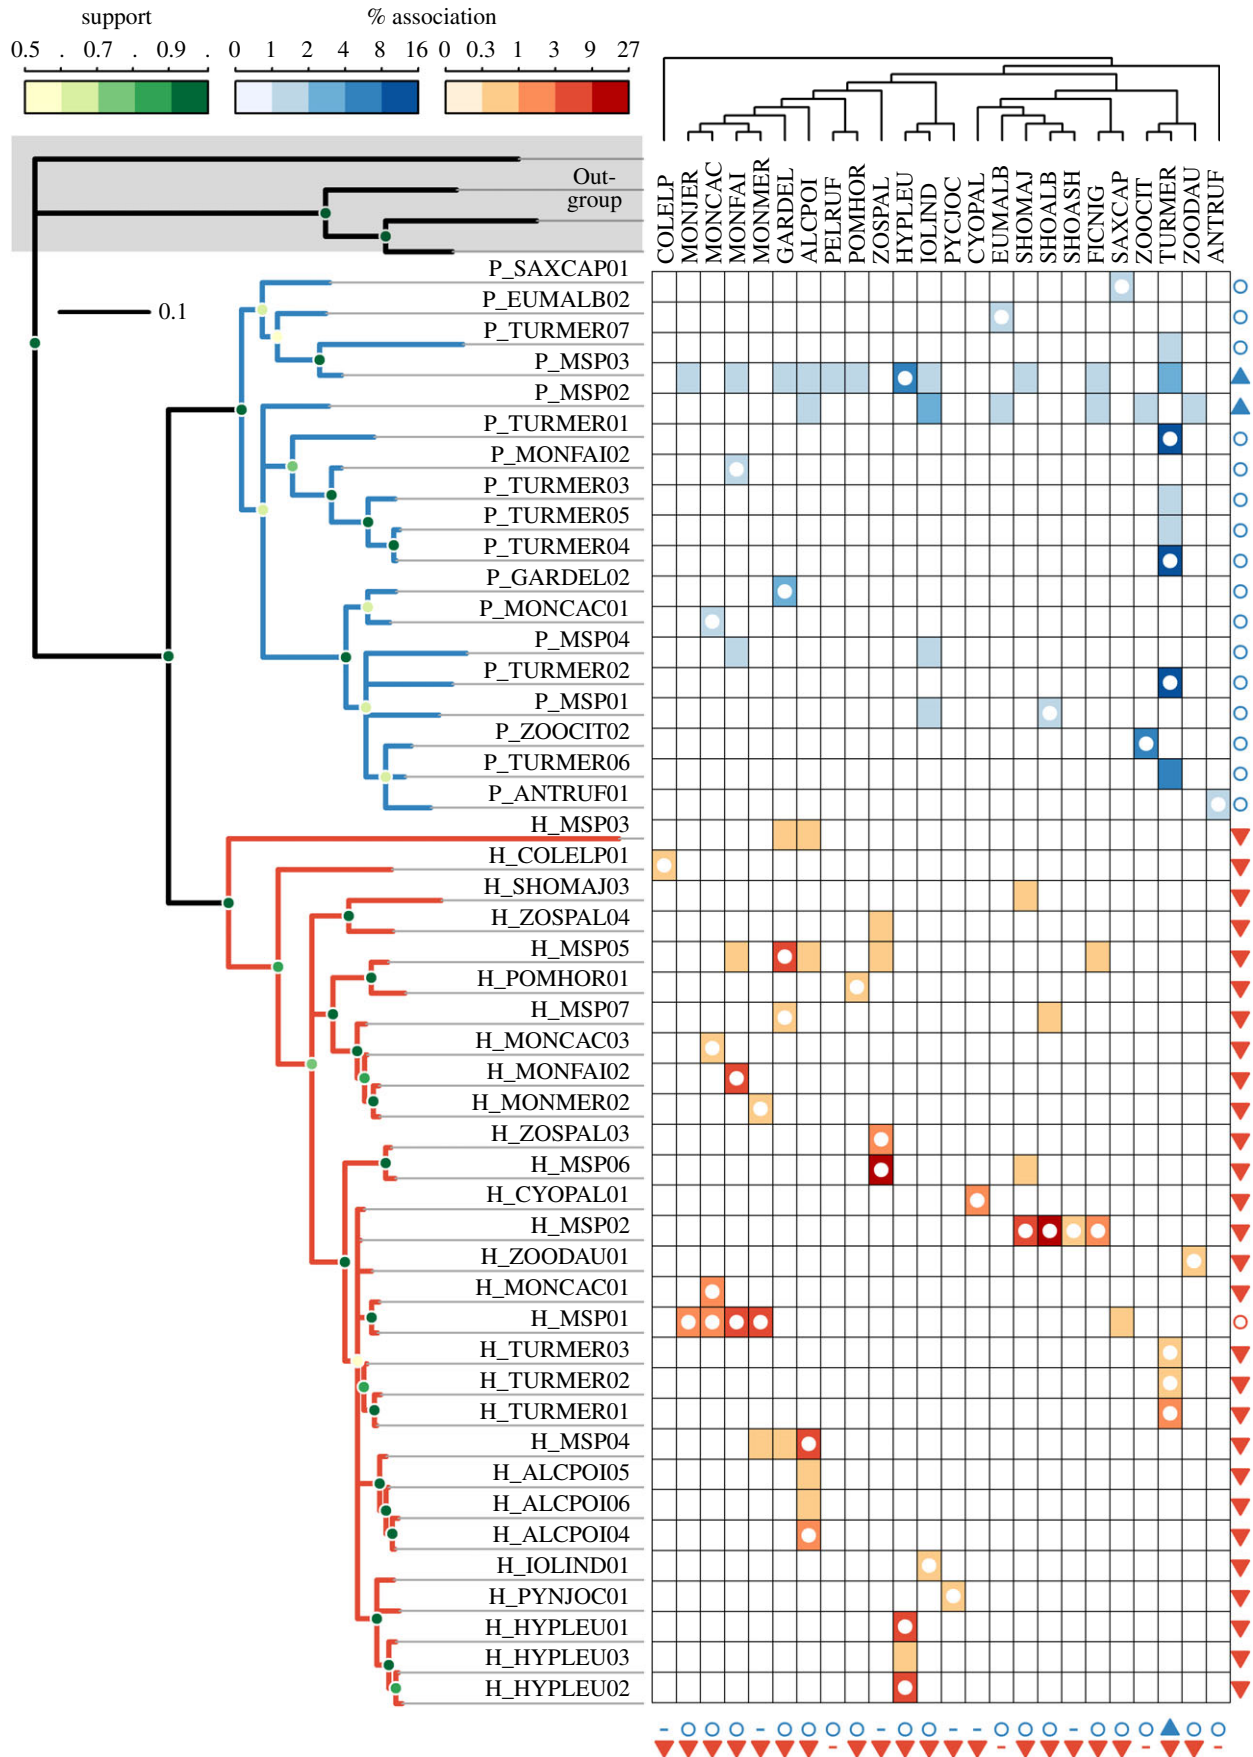 support % association
0.5 . 0.7 . 0.9 . 0 1 2 4 8 16 0 0.3 1 3 9 27
COLELP MONJER MONCAC MONFAI MONMER GARDEL ALCPOI PELRUF POMHOR ZOSPAL HYPLEU IOLIND PYCJOC CYOPAL EUMALB SHOMAJ SHOALB SHOASH FICNIG SAXCAP ZOOCIT TURMER ZOODAU ANTRUF
Out-
group
P_SAXCAP01
P_EUMALB02
0.1
P_TURMER07
P_MSP03
P_MSP02
P_TURMER01
P_MONFAI02
P_TURMER03
P_TURMER05
P_TURMER04
P_GARDEL02
P_MONCAC01
P_MSP04
P_TURMER02
P_MSP01
P_ZOOCIT02
P_TURMER06
P_ANTRUF01
H_MSP03
H_COLELP01
H_SHOMAJ03
H_ZOSPAL04
H_MSP05
H_POMHOR01
H_MSP07
H_MONCAC03
H_MONFAI02
H_MONMER02
H_ZOSPAL03
H_MSP06
H_CYOPAL01
H_MSP02
H_ZOODAU01
H_MONCAC01
H_MSP01
H_TURMER03
H_TURMER02
H_TURMER01
H_MSP04
H_ALCPOI05
H_ALCPOI06
H_ALCPOI04
H_IOLIND01
H_PYNJOC01
H_HYPLEU01
H_HYPLEU03
H_HYPLEU02